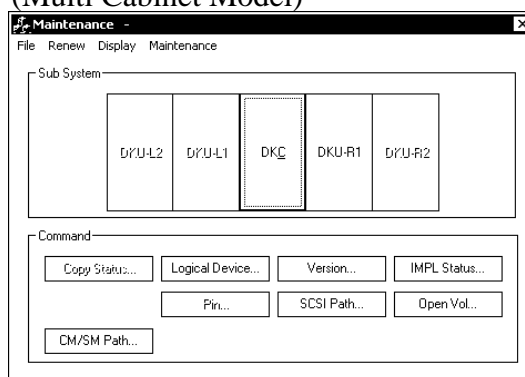 (Multi Cabinet Model)
Maintenance -
File Renew Display Maintenance
Sub System
DKU-L2 DKU-L1 DKC DKU-R1 DKU-R2
Command
Copy Status... Logical Device... Version... IMPL Status...
Pin... SCSI Path... Open Vol...
CM/SM Path...